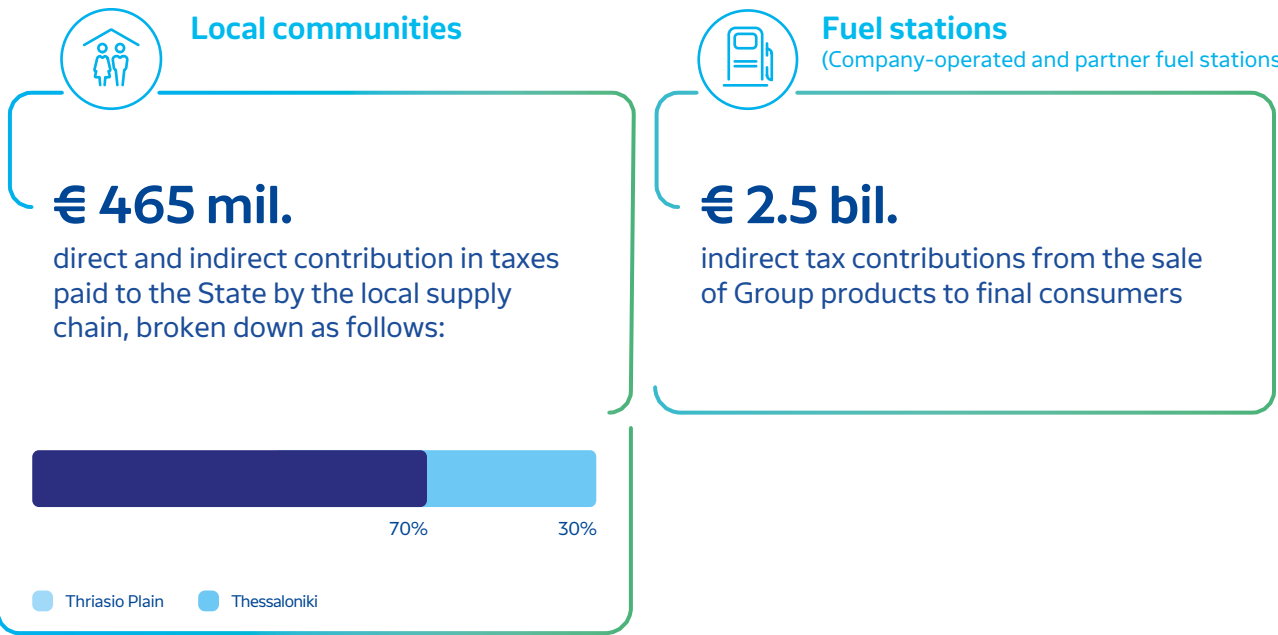 Local communities
€ 465 mil.
direct and indirect contribution in taxes
paid to the State by the local supply
chain, broken down as follows:
70%
30%
Thriasio Plain
Thessaloniki
Fuel stations
(Company-operated and partner fuel stations
€ 2.5 bil.
indirect tax contributions from the sale
of Group products to final consumers